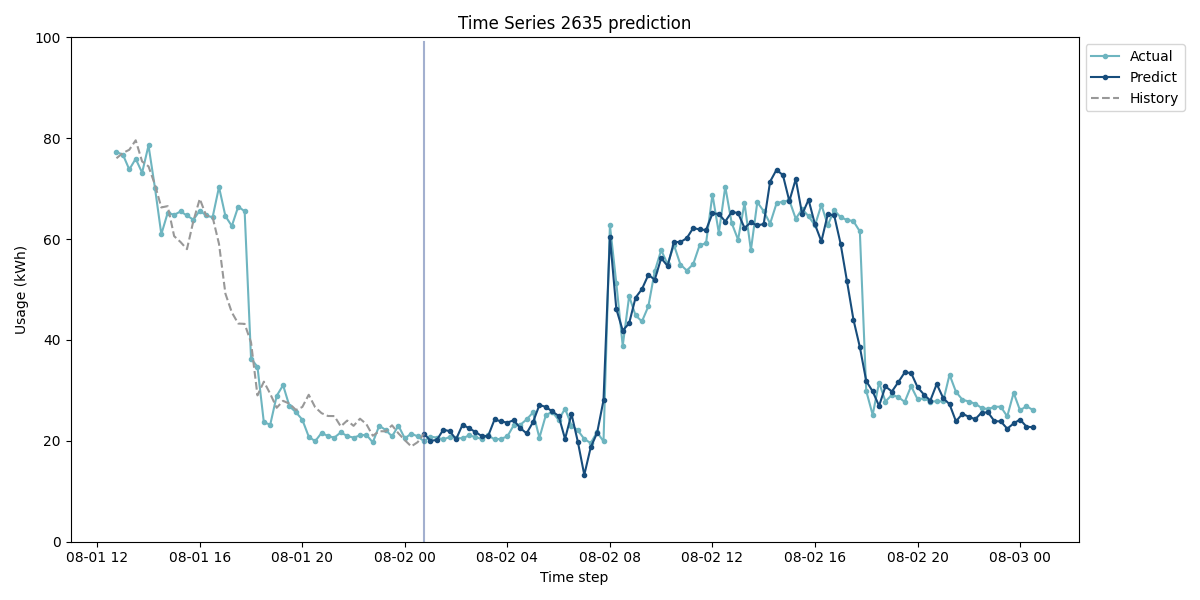 Time Series 2635 prediction
100
80
60
40
20
0
Usage (kWh)
08-01 12
08-01 16
08-01 20
08-02 00
08-02 04
08-02 08
08-02 12
08-02 16
08-02 20
08-03 00
Time step
Actual
Predict
History